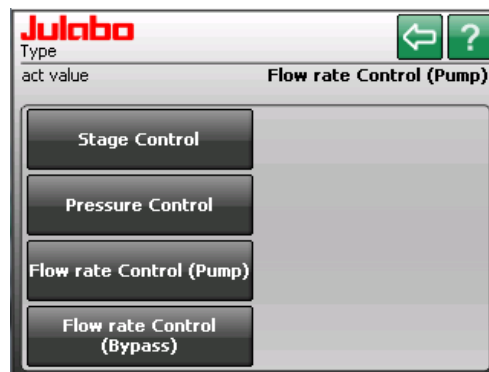 Julabo
Type
?
act value Flow rate Control (Pump)
Stage Control
Pressure Control
Flow rate Control (Pump)
Flow rate Control
(Bypass)